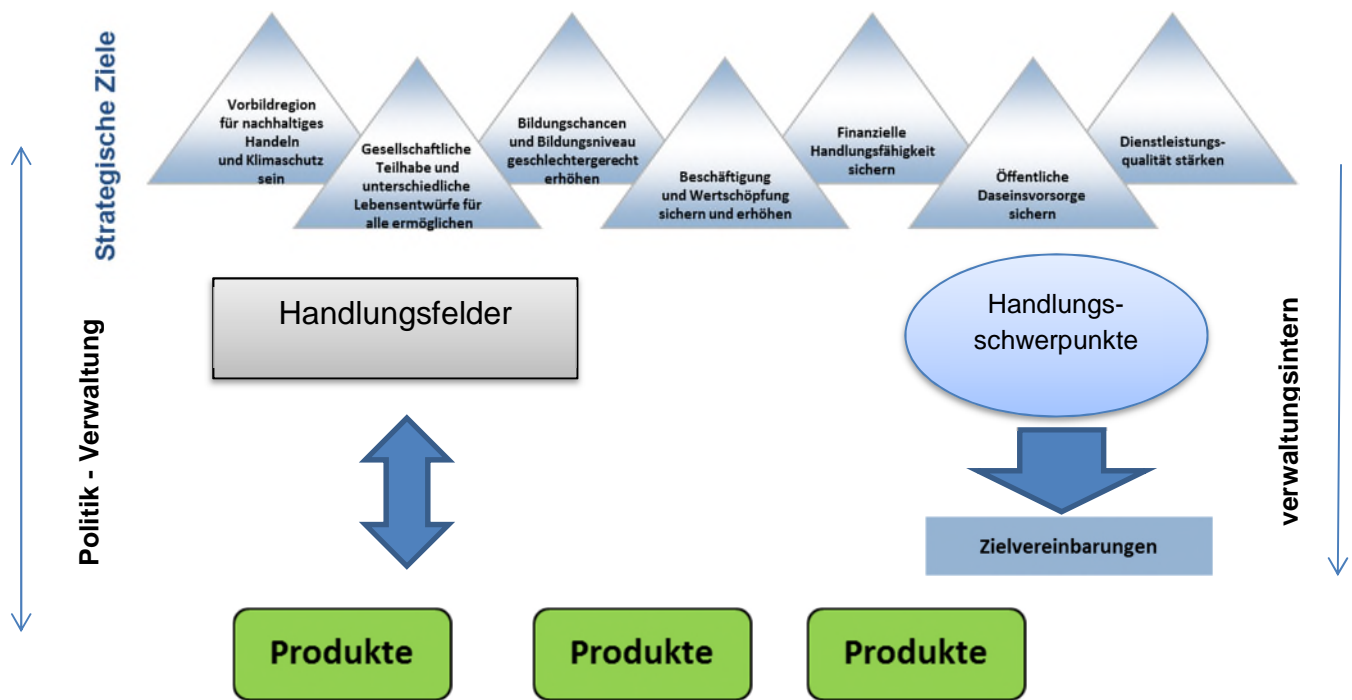 Strategische Ziele
Vorbildregion
für nachhaltiges
Handeln
und Klimaschutz
sein
Gesellschaftliche
Teilhabe und
unterschiedliche
Lebensentwürfe für
alle ermöglichen
Bildungschancen
und Bildungsniveau
geschlechtergerecht
erhöhen
Beschäftigung
und Wertschöpfung
sichern und erhöhen
Finanzielle
Handlungsfähigkeit
sichern
Öffentliche
Daseinsvorsorge
sichern
Dienstleistungs-
qualität stärken
Politik - Verwaltung
Handlungsfelder
Handlungs-
schwerpunkte
verwaltungsintern
Zielvereinbarungen
Produkte
Produkte
Produkte